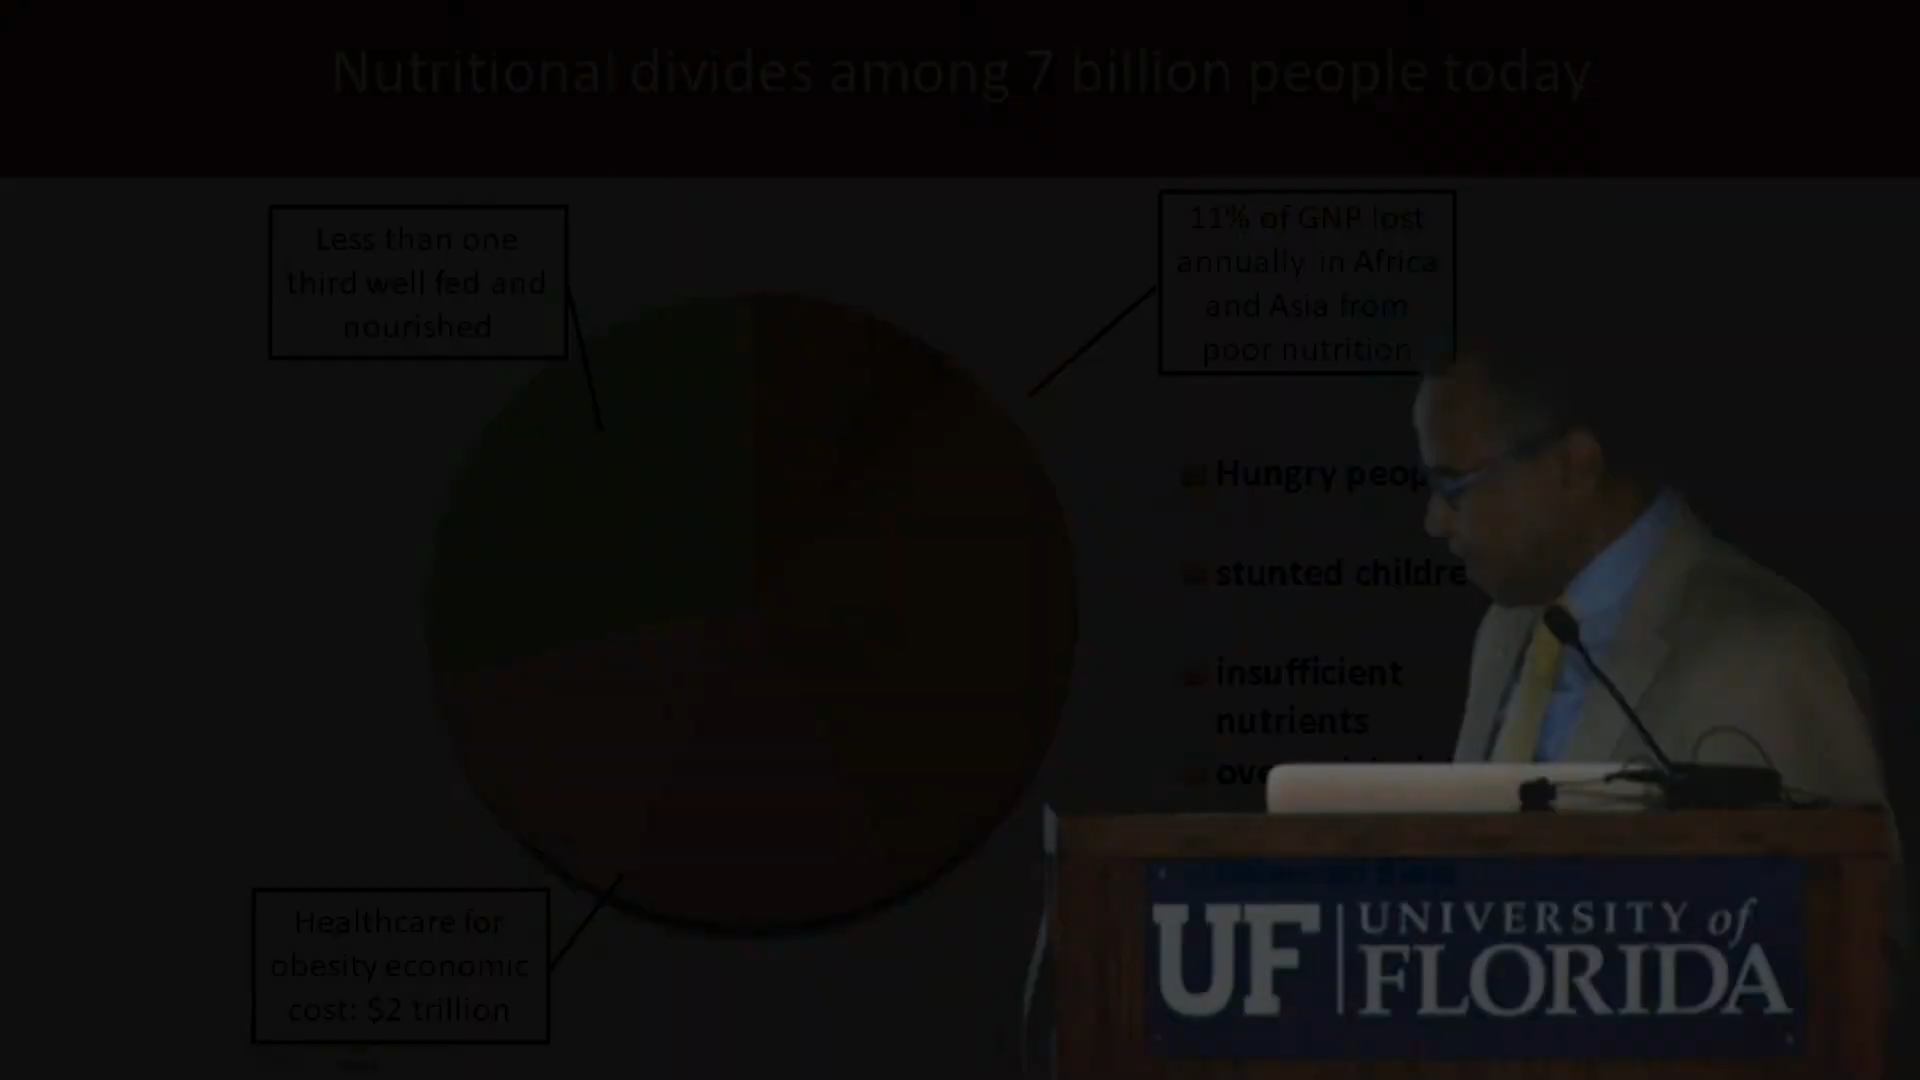 Nutritional divides among 7 billion people today
Less than one
third well fed and
nourished
11% of GNP lost
annually in Africa
and Asia from
poor nutrition
Hungry
stunted
insufficient
nutrients
Healthcare for
obesity economic
cost: $2 trillion
UF UNIVERSITY of
FLORIDA